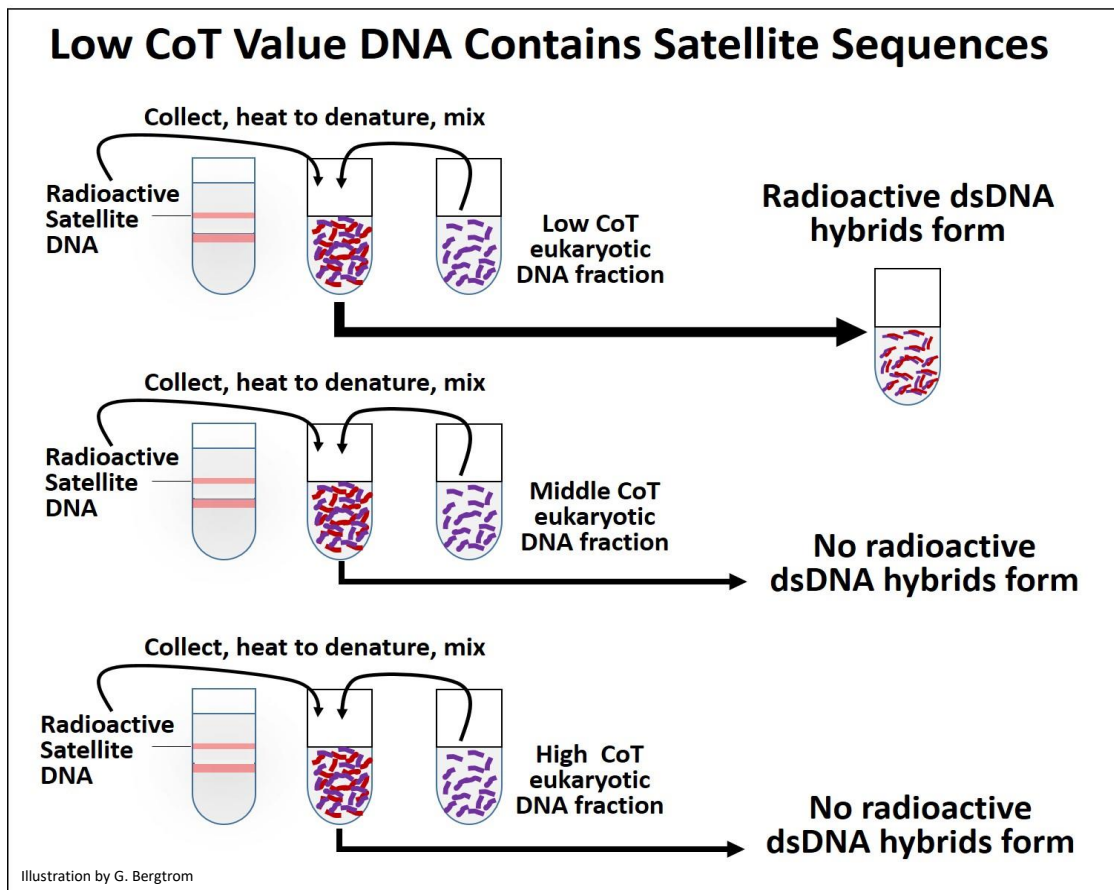 Low CoT Value DNA Contains Satellite Sequences
Collect, heat to denature, mix
Radioactive
Satellite
DNA
Low CoT
eukaryotic
DNA fraction
Radioactive dsDNA
hybrids form
Collect, heat to denature, mix
Radioactive
Satellite
DNA
Middle CoT
eukaryotic
DNA fraction
No radioactive
dsDNA hybrids form
Collect, heat to denature, mix
Radioactive
Satellite
DNA
High CoT
eukaryotic
DNA fraction
No radioactive
dsDNA hybrids form
Illustration by G. Bergtrom